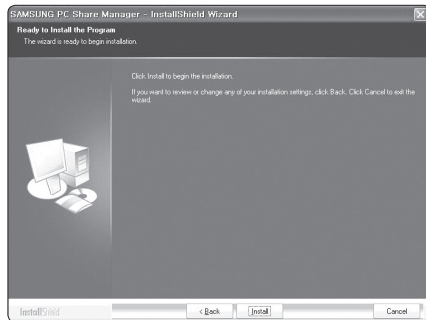 SAMSUNG PC Share Manager - InstallShield Wizard
Ready to Install the Program
The wizard is ready to begin installation.
Click Install to begin the installation.
If you want to review or change any of your installation settings, click Back. Click Cancel to exit the
wizard.
InstallShield
< Back
Install
Cancel